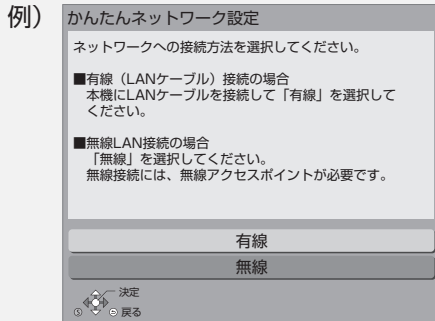 例）
かんたんネットワーク設定
ネットワークへの接続方法を選択してください。
■有線（LANケーブル）接続の場合
本機にLANケーブルを接続して「有線」を選択して
ください。
■無線LAN接続の場合
「無線」を選択してください。
無線接続には、無線アクセスポイントが必要です。
有線
無線
決定
戻る